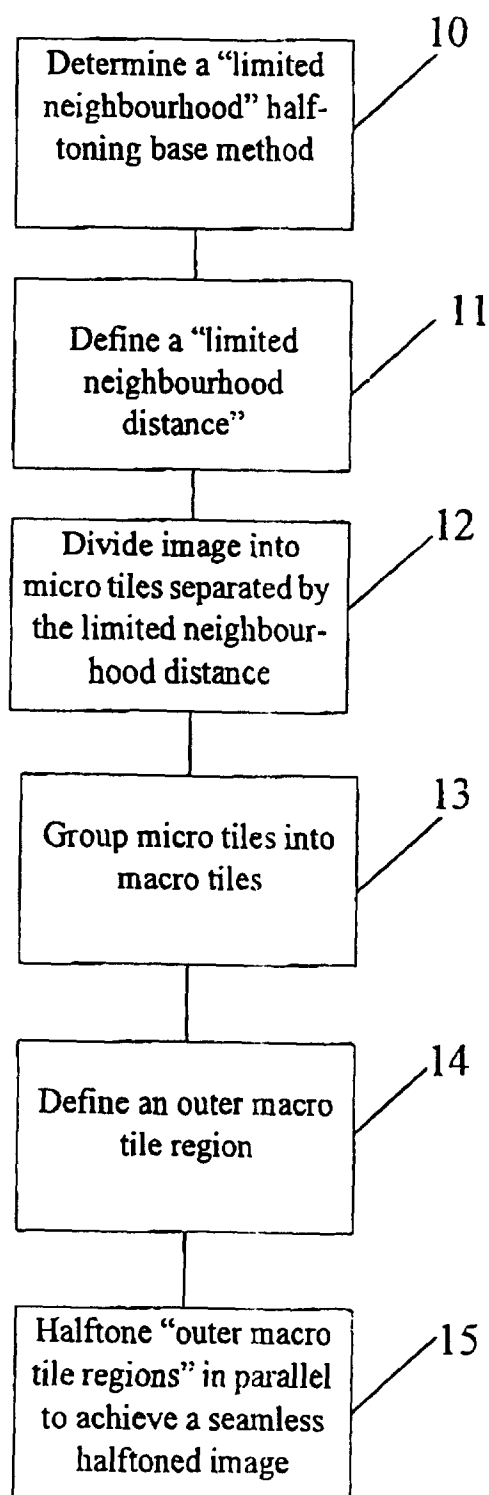 10
Determine a “limited
neighbourhood” half-
toning base method
11
Define a “limited
neighbourhood
distance”
12
Divide image into
micro tiles separated by
the limited neighbour-
hood distance
13
Group micro tiles into
macro tiles
14
Define an outer macro
tile region
15
Halftone “outer macro
tile regions” in parallel
to achieve a seamless
halftoned image